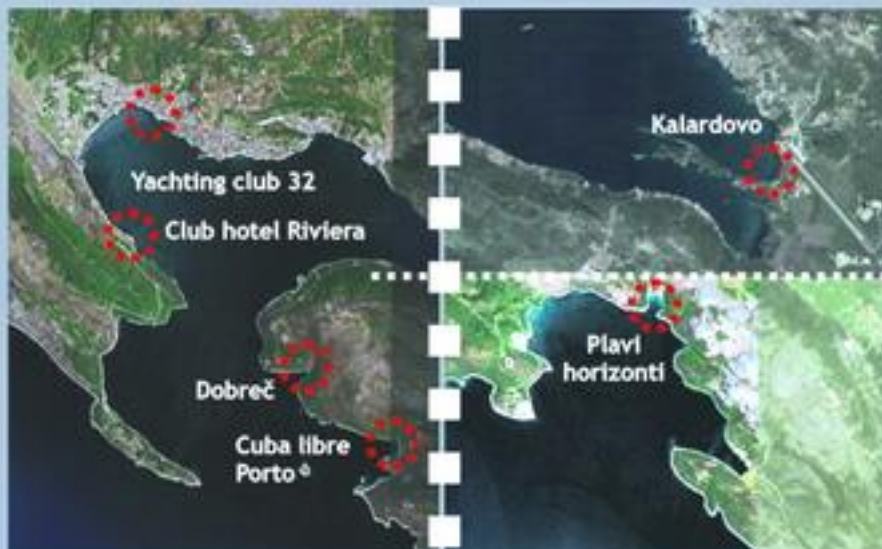 Yachting club 32
Club hotel Riviera
Dobreč
Cuba libre
Porto
Kalardovo
Plavi
horizonti